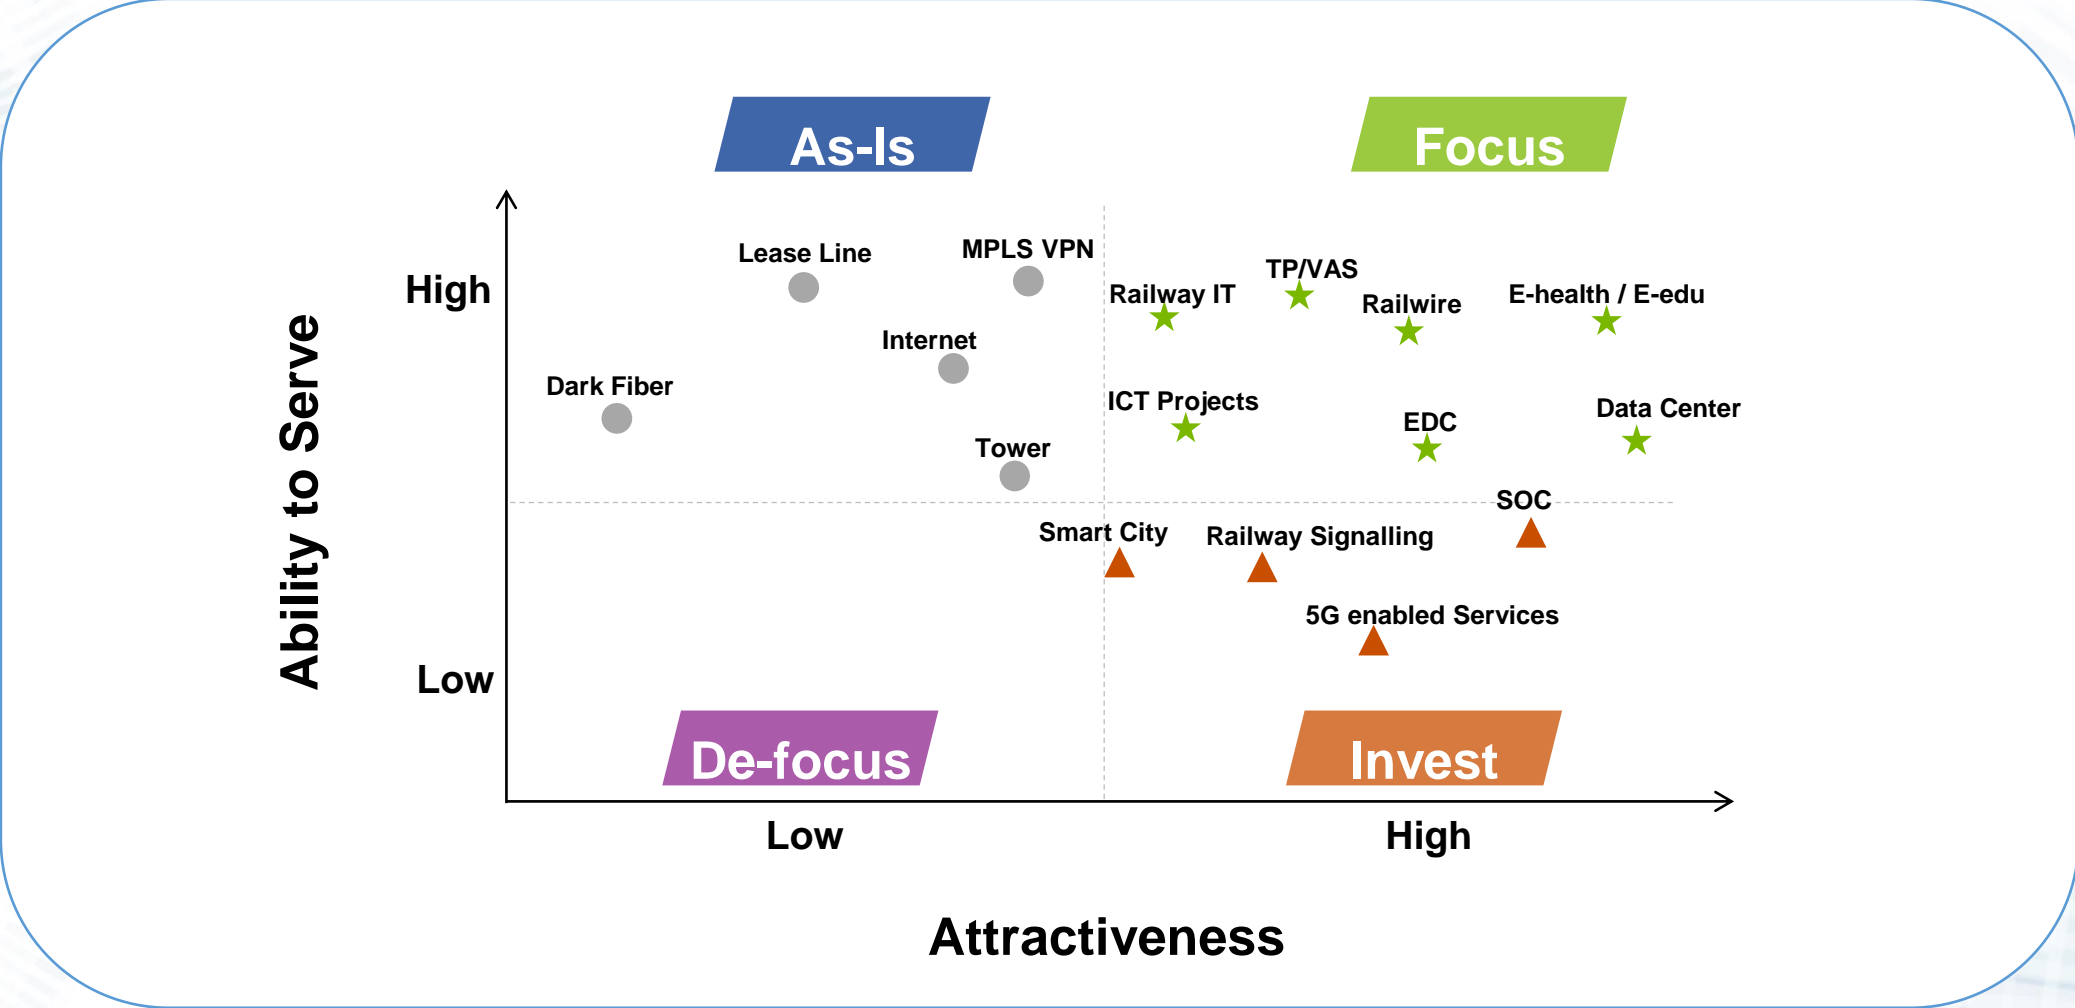 As-Is
Focus
Lease Line
MPLS VPN
High
Railway IT
TP/VAS
Railwire
E-health / E-edu
Internet
Dark Fiber
ICT Projects
EDC
Data Center
Tower
Ability to Serve
SOC
Smart City
Railway Signalling
5G enabled Services
Low
De-focus
Invest
Low
High
Attractiveness